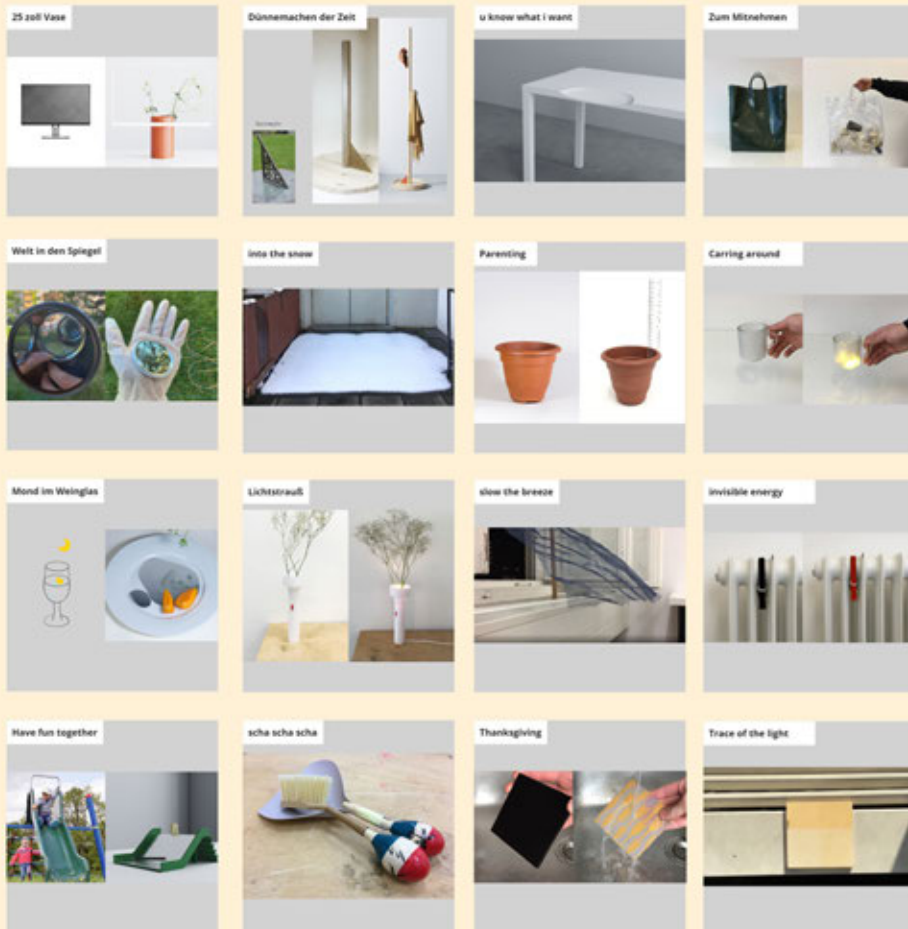 25 zoll Vase
Dünnemachen der Zeit
u know what i want
Zum Mitnehmen
Welt in den Spiegel
into the snow
Parenting
Carring around
Mond im Weinglas
Lichtstrauß
slow the breeze
invisible energy
Have fun together
scha scha scha
Thanksgiving
Trace of the light